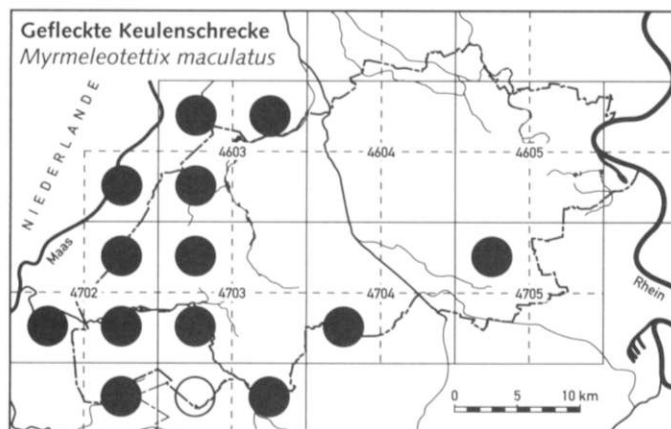 Gefleckte Keulenschrecke
Myrmeleotettix maculatus
NIEDERLANDE
4603
4604
4605
Maas
Rhein
4702
4703
4704
4705
0 5 10 km